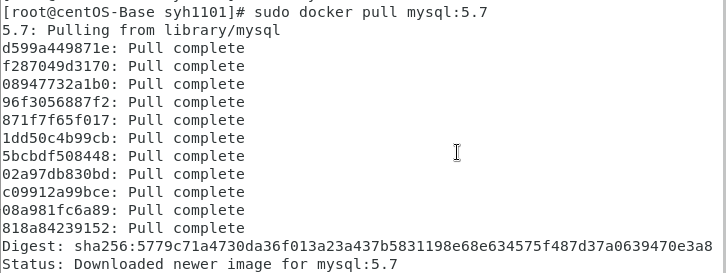 [root@centOS-Base syh1101]# sudo docker pull mysql:5.7
5.7: Pulling from library/mysql
d599a449871e: Pull complete
f287049d3170: Pull complete
08947732a1b0: Pull complete
96f3056887f2: Pull complete
871f7f65f017: Pull complete
1dd50c4b99cb: Pull complete
5bcbdf508448: Pull complete
02a97db830bd: Pull complete
c09912a99bce: Pull complete
08a981fc6a89: Pull complete
818a84239152: Pull complete
Digest: sha256:5779c71a4730da36f013a23a437b5831198e68e634575f487d37a0639470e3a8
Status: Downloaded newer image for mysql:5.7